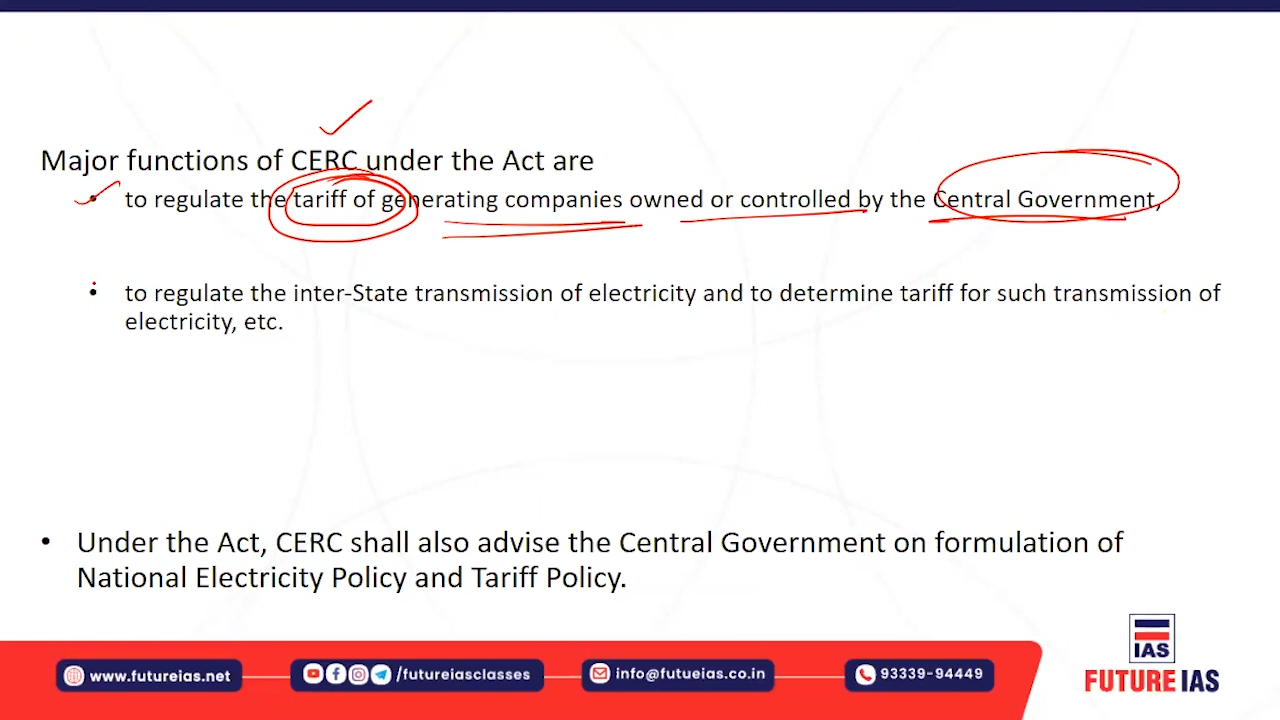 Major functions of CERC under the Act are
• to regulate the tariff of generating companies owned or controlled by the Central Government,
• to regulate the inter-State transmission of electricity and to determine tariff for such transmission of
electricity, etc.
• Under the Act, CERC shall also advise the Central Government on formulation of
National Electricity Policy and Tariff Policy.
www.futureias.net /futureiasclasses info@futueias.co.in 93339-94449
IAS
FUTURE IAS